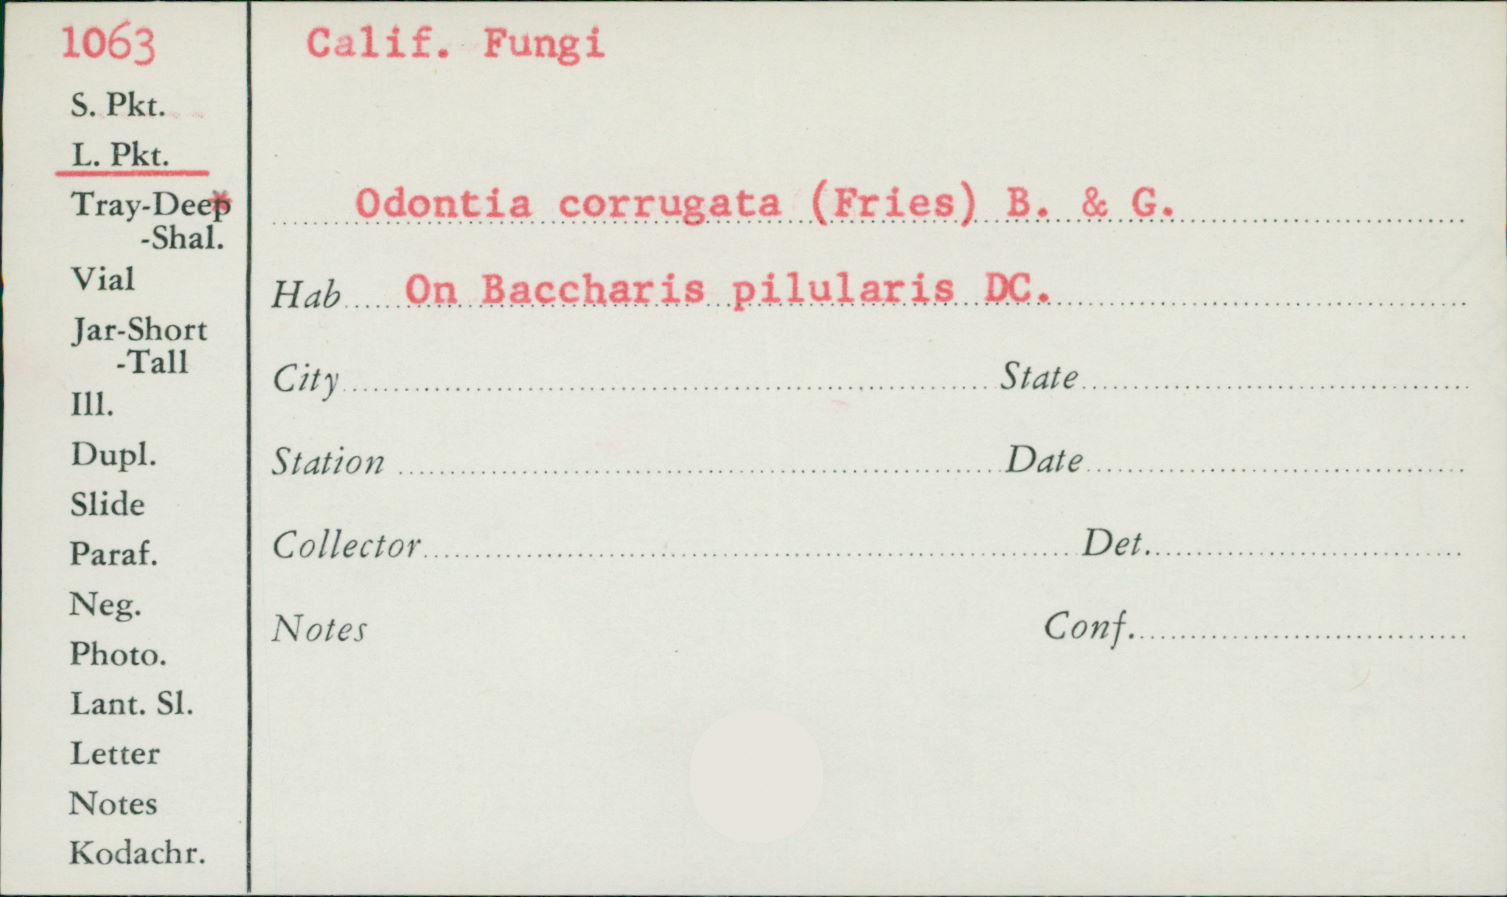 1063
Calif. Fungi
S. Pkt.
L. Pkt.
Tray-Deep
-Shal.
Vial
Jar-Short
-Tall
Ill.
Dupl.
Slide
Paraf.
Neg.
Photo.
Lant. Sl.
Letter
Notes
Kodachr.
Odontia corrugata (Fries) B. & G.
Hab On Baccharis pilularis DC.
City State
Station Date
Collector Det.
Notes Conf.